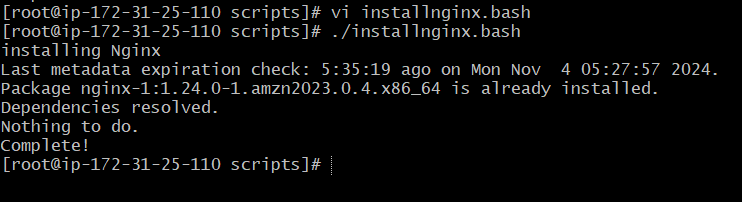 [root@ip-172-31-25-110 scripts]# vi installnginx.bash
[root@ip-172-31-25-110 scripts]# ./installnginx.bash
installing Nginx
Last metadata expiration check: 5:35:19 ago on Mon Nov  4 05:27:57 2024.
Package nginx-1:1.24.0-1.amzn2023.0.4.x86_64 is already installed.
Dependencies resolved.
Nothing to do.
Complete!
[root@ip-172-31-25-110 scripts]#